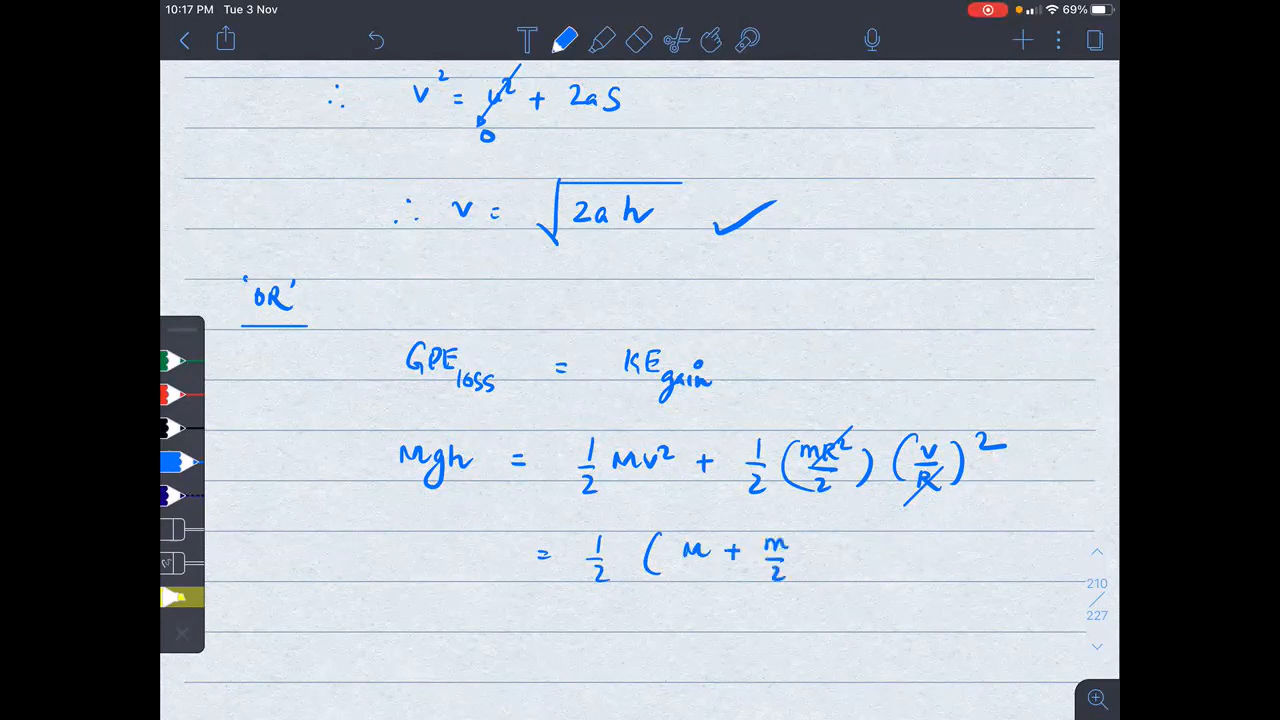 10:17 PM Tue 3 Nov 69%
T
∴ v² = u² + 2aS
0
∴ v = √(2ah) ✓
'OR'
GPE loss = KE gain
Mgh = 1/2 Mv² + 1/2 (mR²/2) (v/R)²
= 1/2 ( M + m/2
210
/
227